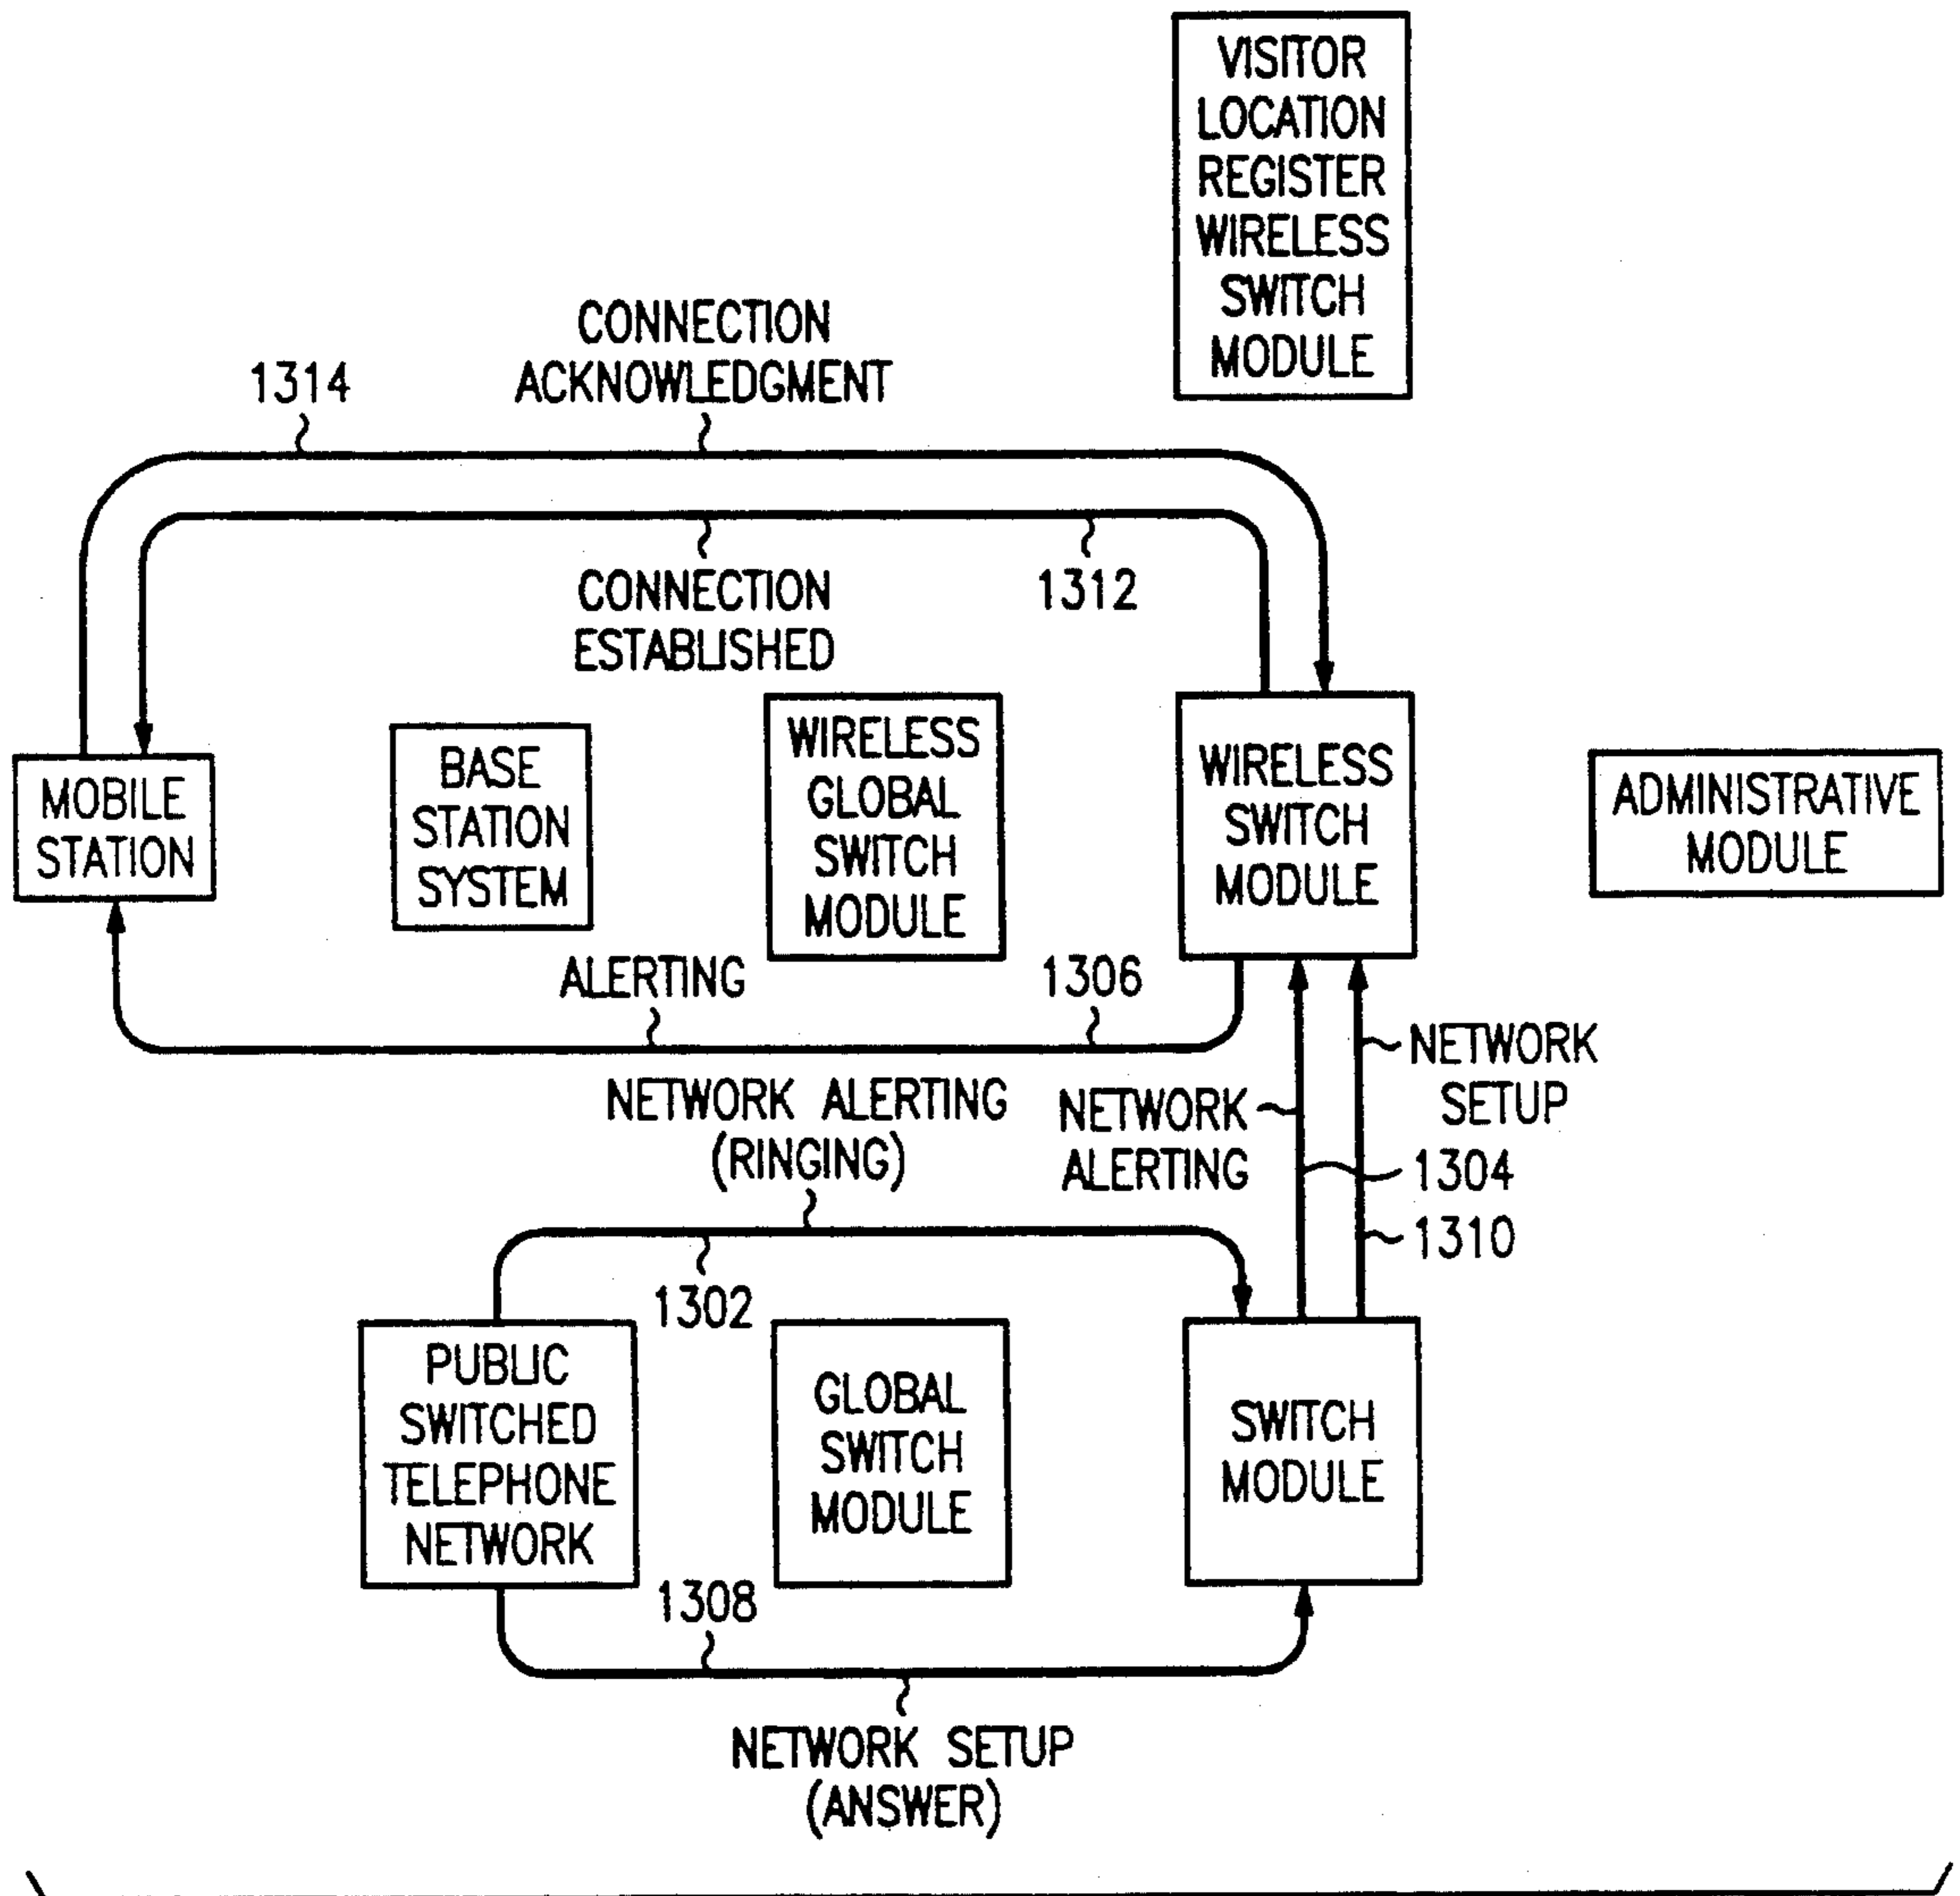 VISITOR
LOCATION
REGISTER
WIRELESS
SWITCH
MODULE
CONNECTION
ACKNOWLEDGMENT
1314
CONNECTION
ESTABLISHED
1312
MOBILE
STATION
BASE
STATION
SYSTEM
WIRELESS
GLOBAL
SWITCH
MODULE
WIRELESS
SWITCH
MODULE
ADMINISTRATIVE
MODULE
ALERTING
1306
NETWORK ALERTING
(RINGING)
NETWORK
ALERTING
NETWORK
SETUP
1304
1310
1302
PUBLIC
SWITCHED
TELEPHONE
NETWORK
GLOBAL
SWITCH
MODULE
SWITCH
MODULE
1308
NETWORK SETUP
(ANSWER)